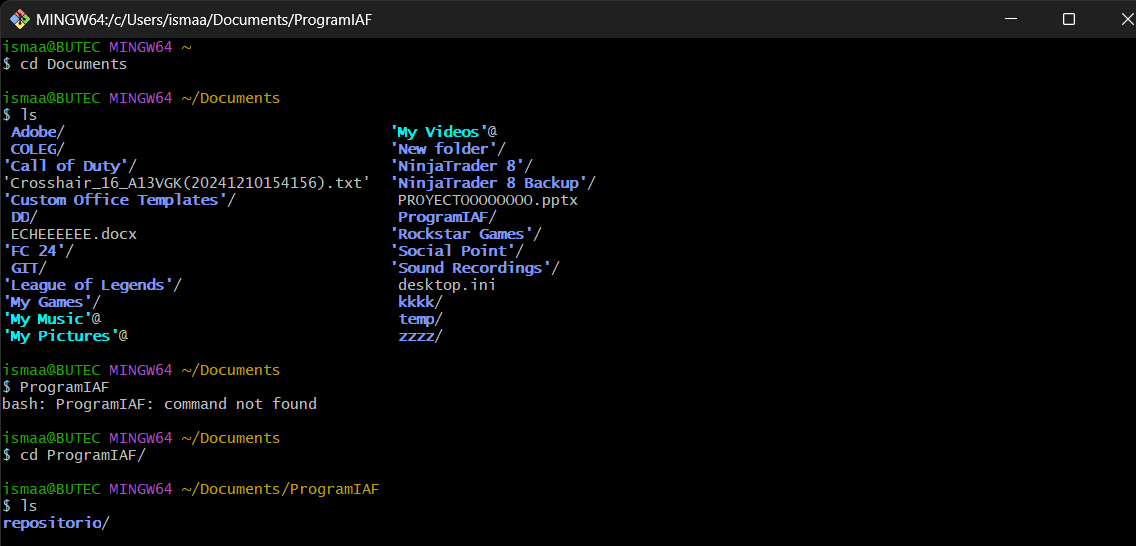 MINGW64:/c/Users/ismaa/Documents/ProgramIAF
ismaa@BUTEC MINGW64 ~
$ cd Documents
ismaa@BUTEC MINGW64 ~/Documents
$ ls
Adobe/ 'My Videos'@
COLEG/ 'New folder'/
'Call of Duty'/ 'NinjaTrader 8'/
'Crosshair_16_A13VGK(20241210154156).txt' 'NinjaTrader 8 Backup'/
'Custom Office Templates'/ PROYECTOOOOOOOO.pptx
DD/ ProgramIAF/
ECHEEEEEE.docx 'Rockstar Games'/
'FC 24'/ 'Social Point'/
GIT/ 'Sound Recordings'/
'League of Legends'/ desktop.ini
'My Games'/ kkkk/
'My Music'@ temp/
'My Pictures'@ zzzz/
ismaa@BUTEC MINGW64 ~/Documents
$ ProgramIAF
bash: ProgramIAF: command not found
ismaa@BUTEC MINGW64 ~/Documents
$ cd ProgramIAF/
ismaa@BUTEC MINGW64 ~/Documents/ProgramIAF
$ ls
repositorio/